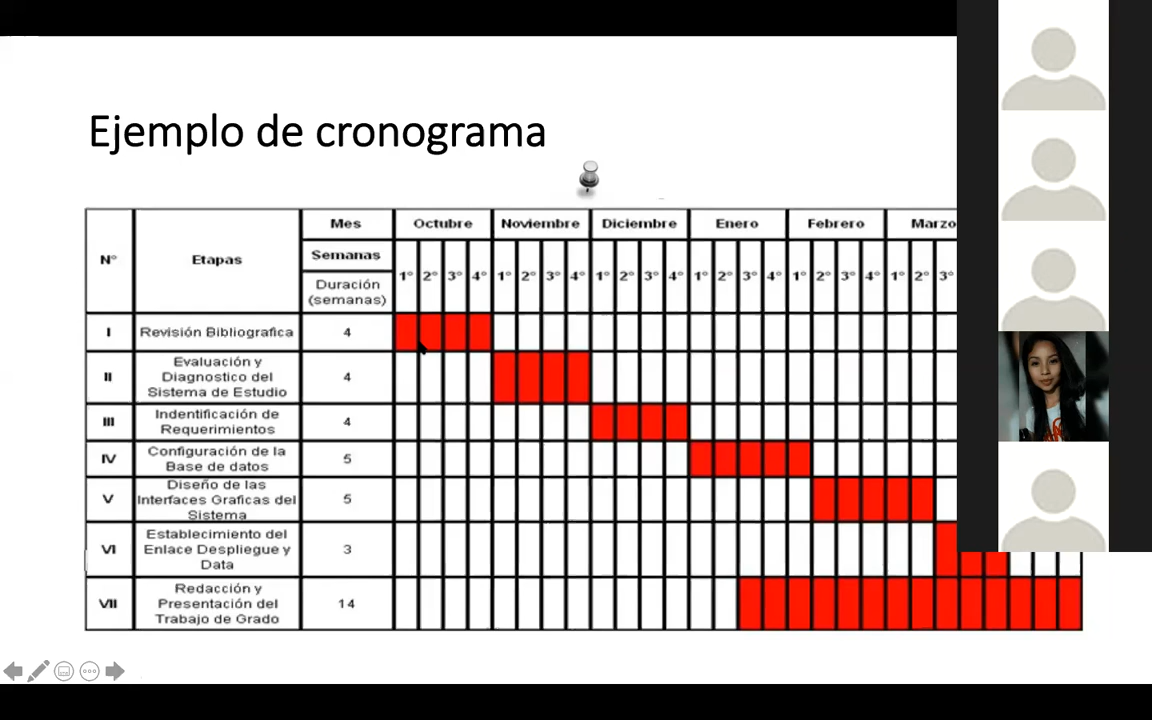 Ejemplo de cronograma
N° Etapas Mes Octubre Noviembre Diciembre Enero Febrero Marzo
Semanas 1° 2° 3° 4° 1° 2° 3° 4° 1° 2° 3° 4° 1° 2° 3° 4° 1° 2° 3° 4° 1° 2° 3°
Duración
(semanas)
I Revisión Bibliografica 4
Evaluación y
II Diagnostico del 4
Sistema de Estudio
III Indentificación de 4
Requerimientos
IV Configuración de la 5
Base de datos
Diseño de las
V Interfaces Graficas del 5
Sistema
Establecimiento del
VI Enlace Despliegue y 3
Data
Redacción y
VII Presentación del 14
Trabajo de Grado